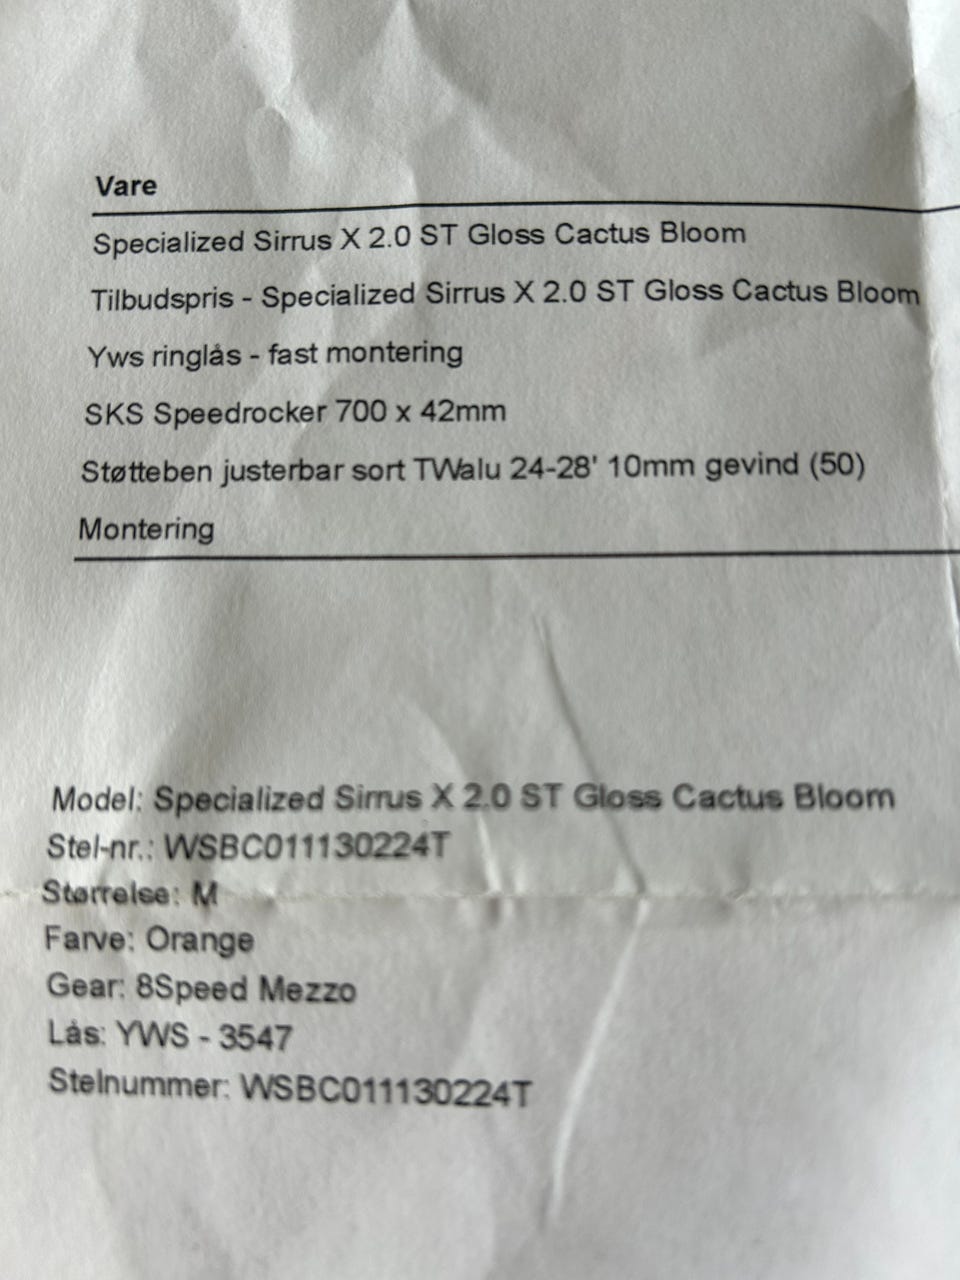 Vare
Specialized Sirrus X 2.0 ST Gloss Cactus Bloom
Tilbudspris - Specialized Sirrus X 2.0 ST Gloss Cactus Bloom
Yws ringlås - fast montering
SKS Speedrocker 700 x 42mm
Støtteben justerbar sort TWalu 24-28' 10mm gevind (50)
Montering
Model: Specialized Sirrus X 2.0 ST Gloss Cactus Bloom
Stel-nr.: WSBC011130224T
Størrelse: M
Farve: Orange
Gear: 8Speed Mezzo
Lås: YWS - 3547
Stelnummer: WSBC011130224T